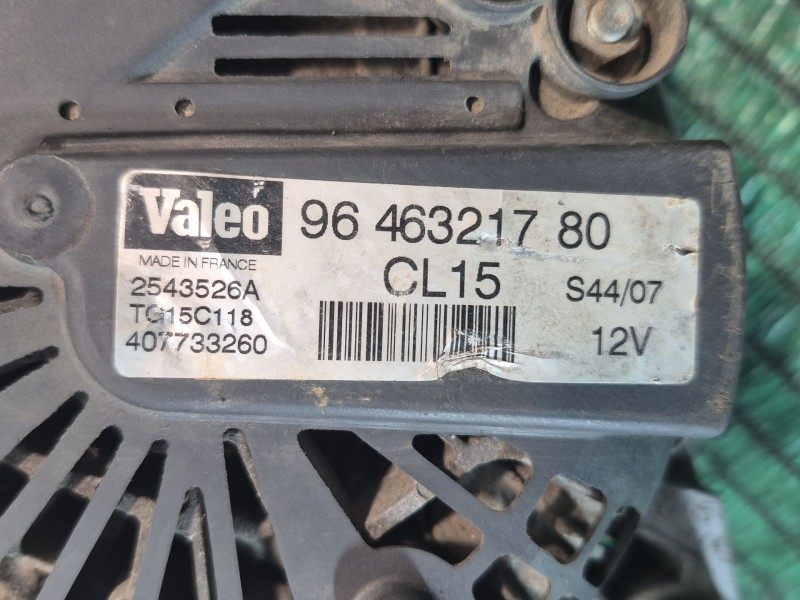 Valeo 96 463217 80
MADE IN FRANCE CL15 S44/07
2543526A
TG15C118
407733260 12V